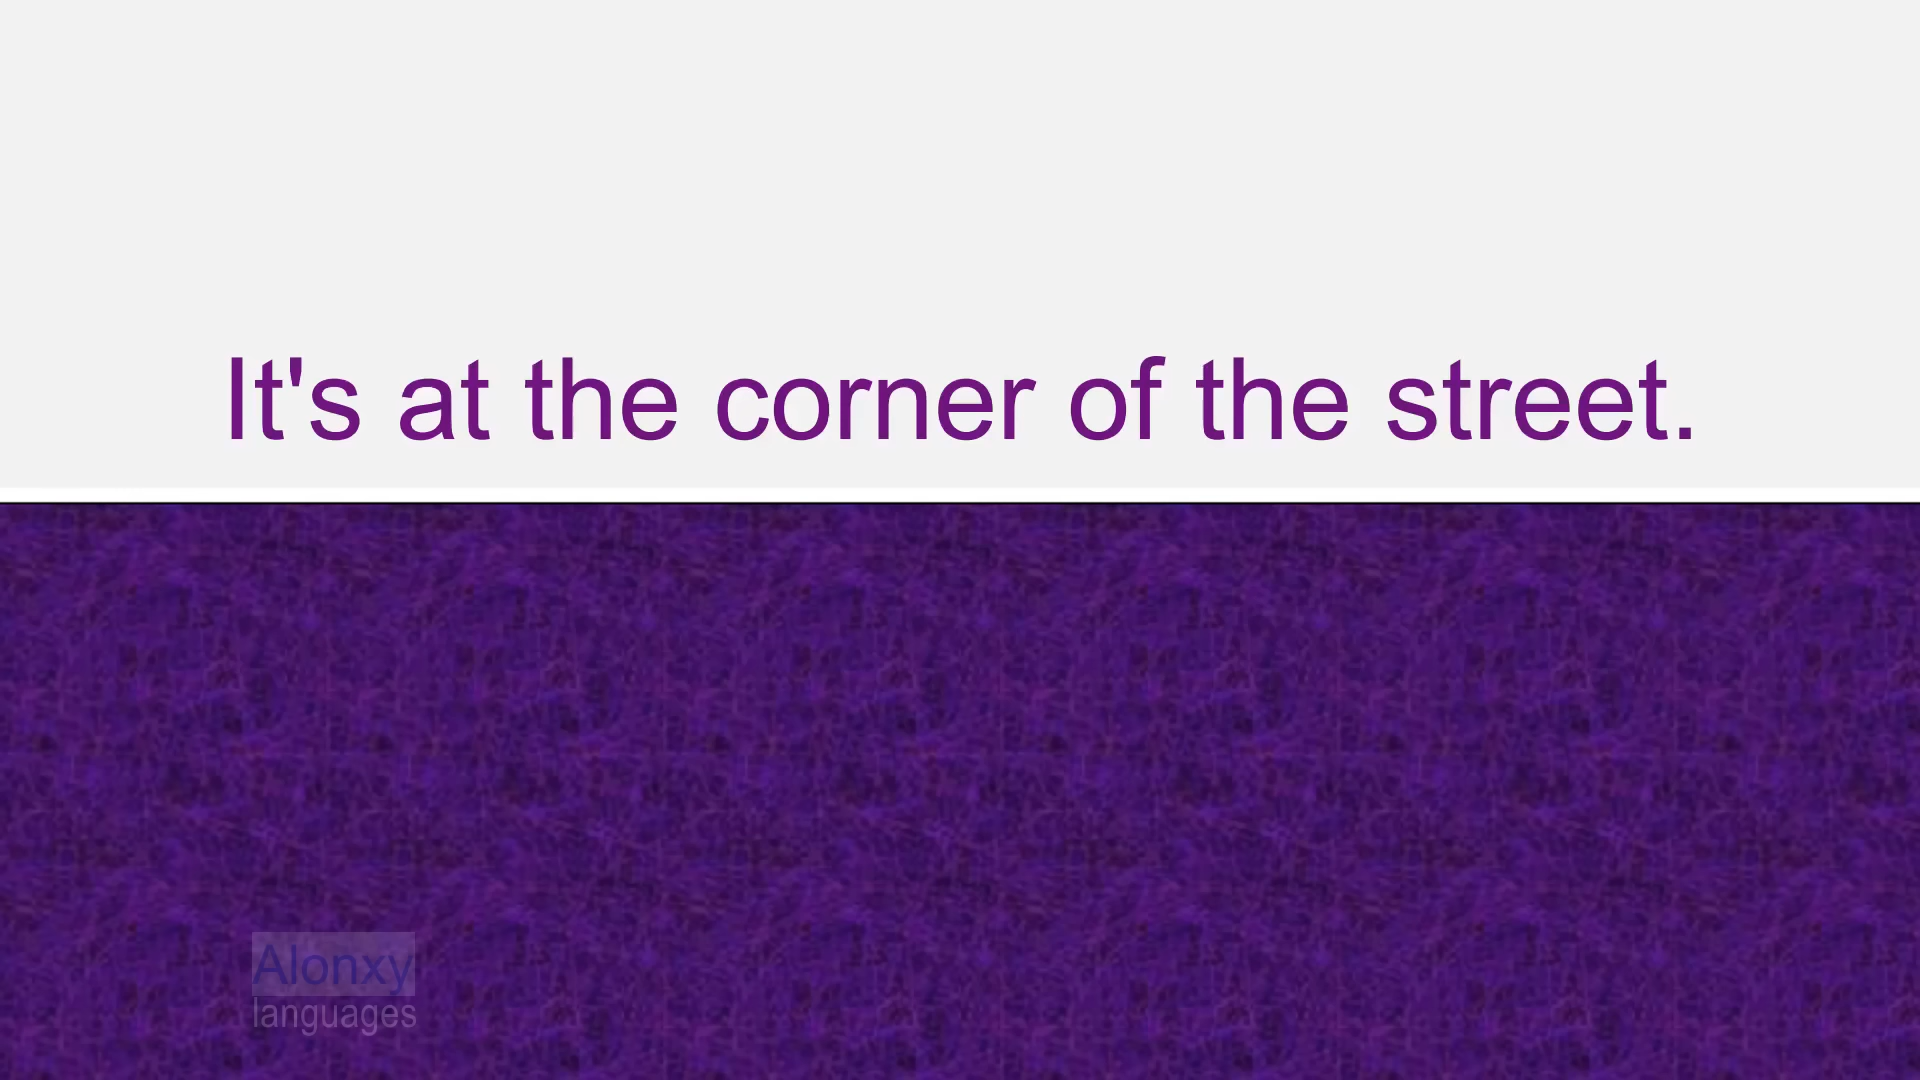 It's at the corner of the street.
Alonxy
languages